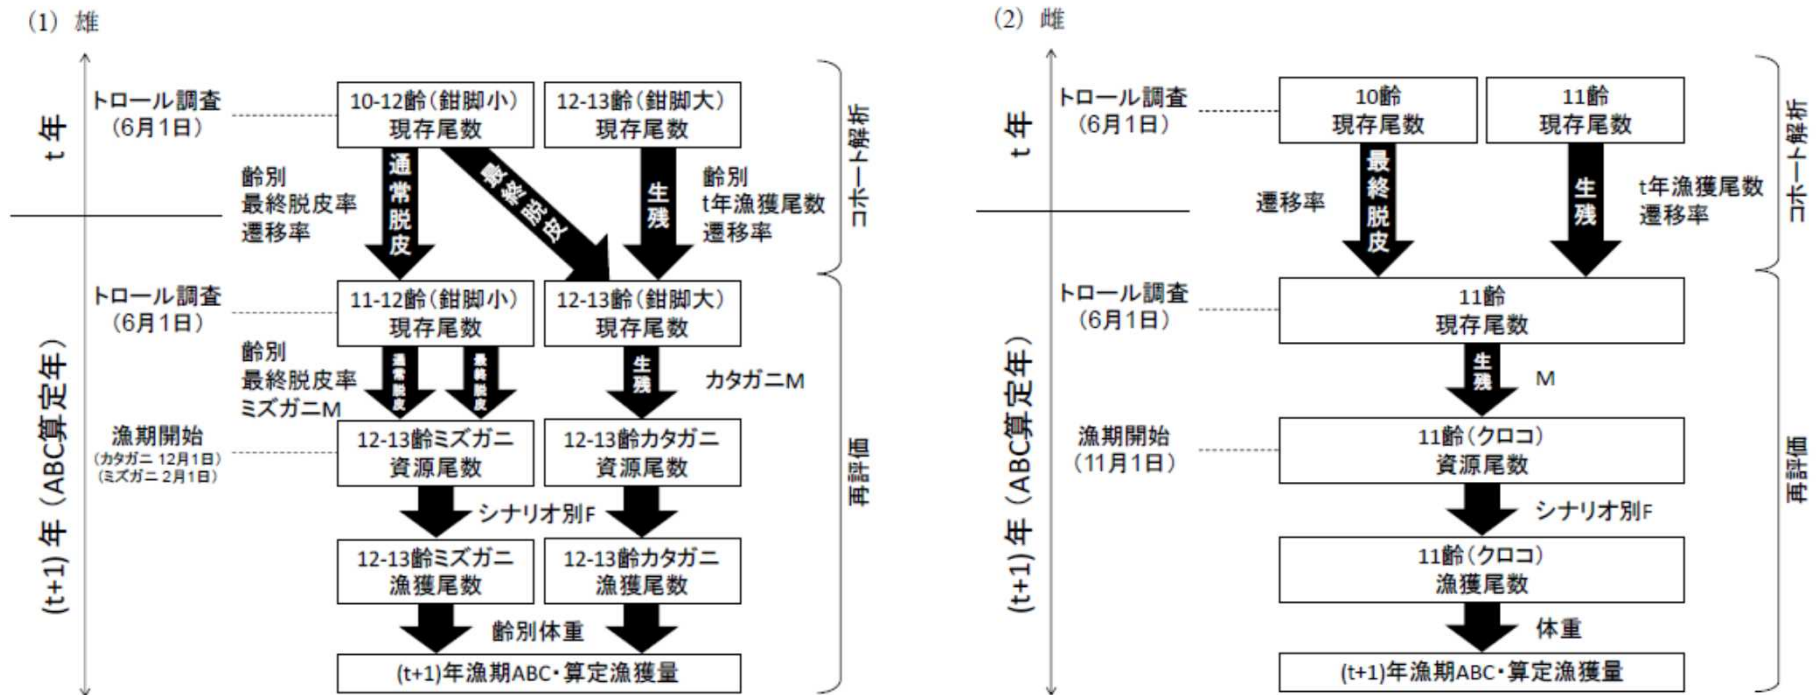 (1) 雄
t 年
(t+1) 年 (ABC算定年)
トロール調査
(6月1日)
10-12齢(鉗脚小)
現存尾数
12-13齢(鉗脚大)
現存尾数
通常脱皮
最終脱皮
生残
齢別
最終脱皮率
遷移率
齢別
t年漁獲尾数
遷移率
コホート解析
トロール調査
(6月1日)
11-12齢(鉗脚小)
現存尾数
12-13齢(鉗脚大)
現存尾数
齢別
最終脱皮率
ミズガニM
通常脱皮
最終脱皮
生残
カタガニM
漁期開始
(カタガニ 12月1日)
(ミズガニ 2月1日)
12-13齢ミズガニ
資源尾数
12-13齢カタガニ
資源尾数
シナリオ別F
12-13齢ミズガニ
漁獲尾数
12-13齢カタガニ
漁獲尾数
齢別体重
(t+1)年漁期ABC・算定漁獲量
再評価
(2) 雌
t 年
(t+1) 年 (ABC算定年)
トロール調査
(6月1日)
10齢
現存尾数
11齢
現存尾数
遷移率
最終脱皮
生残
t年漁獲尾数
遷移率
コホート解析
トロール調査
(6月1日)
11齢
現存尾数
生残
M
漁期開始
(11月1日)
11齢(クロコ)
資源尾数
シナリオ別F
11齢(クロコ)
漁獲尾数
体重
(t+1)年漁期ABC・算定漁獲量
再評価